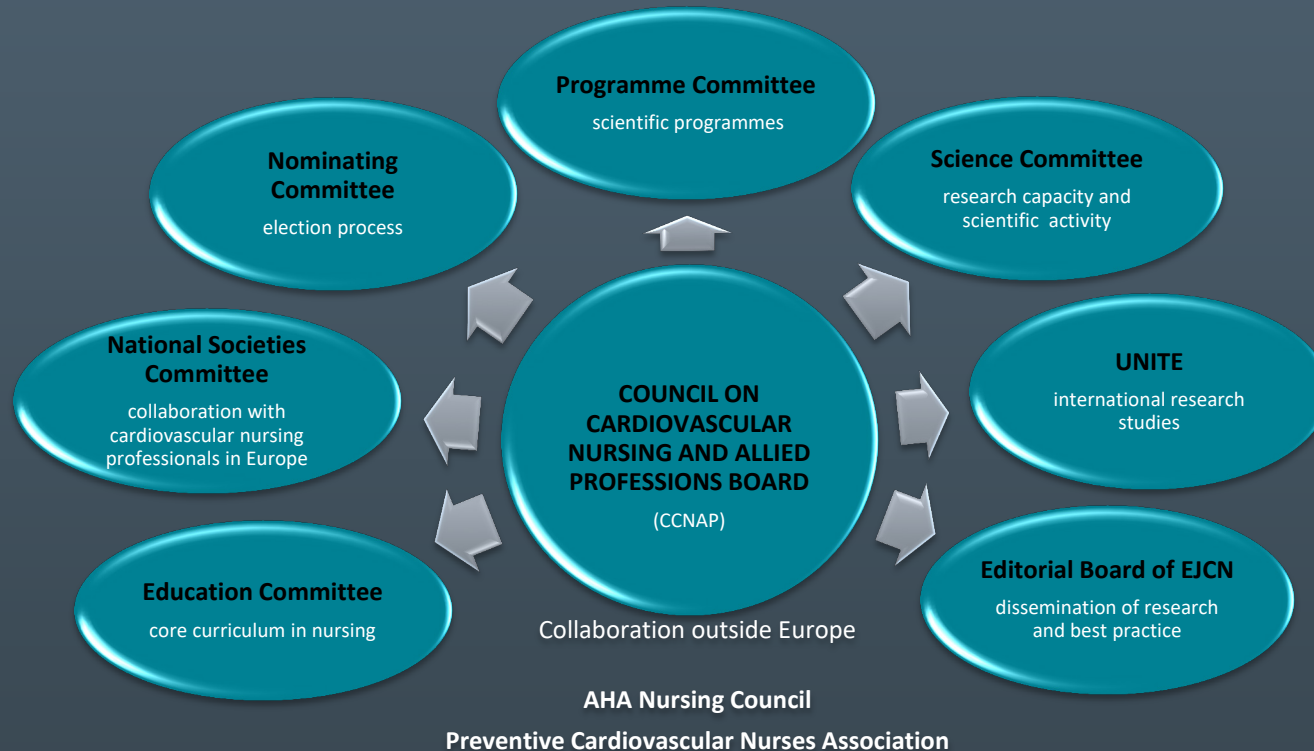 Programme Committee
scientific programmes
Nominating
Committee
election process
Science Committee
research capacity and
scientific activity
National Societies
Committee
collaboration with
cardiovascular nursing
professionals in Europe
COUNCIL ON
CARDIOVASCULAR
NURSING AND ALLIED
PROFESSIONS BOARD
(CCNAP)
UNITE
international research
studies
Education Committee
core curriculum in nursing
Editorial Board of EJCN
dissemination of research
and best practice
Collaboration outside Europe
AHA Nursing Council
Preventive Cardiovascular Nurses Association